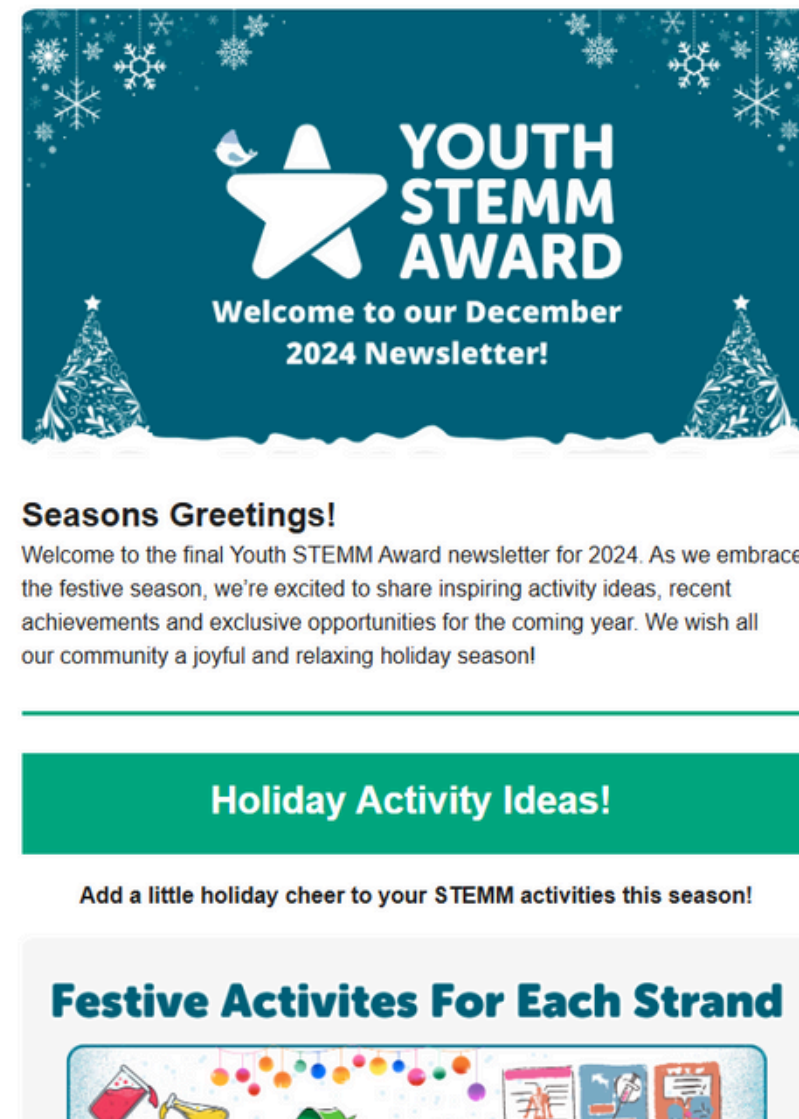 YOUTH
STEMM
AWARD
Welcome to our December
2024 Newsletter!
Seasons Greetings!
Welcome to the final Youth STEMM Award newsletter for 2024. As we embrace
the festive season, we're excited to share inspiring activity ideas, recent
achievements and exclusive opportunities for the coming year. We wish all
our community a joyful and relaxing holiday season!
Holiday Activity Ideas!
Add a little holiday cheer to your STEMM activities this season!
Festive Activites For Each Strand